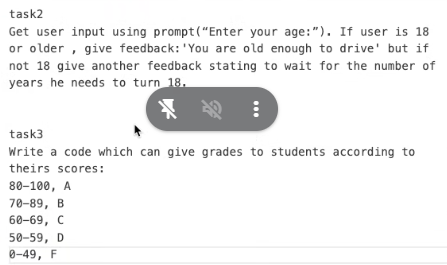 task2
Get user input using prompt(“Enter your age:”). If user is 18
or older , give feedback:'You are old enough to drive' but if
not 18 give another feedback stating to wait for the number of
years he needs to turn 18.
task3
Write a code which can give grades to students according to
theirs scores:
80-100, A
70-89, B
60-69, C
50-59, D
0-49, F